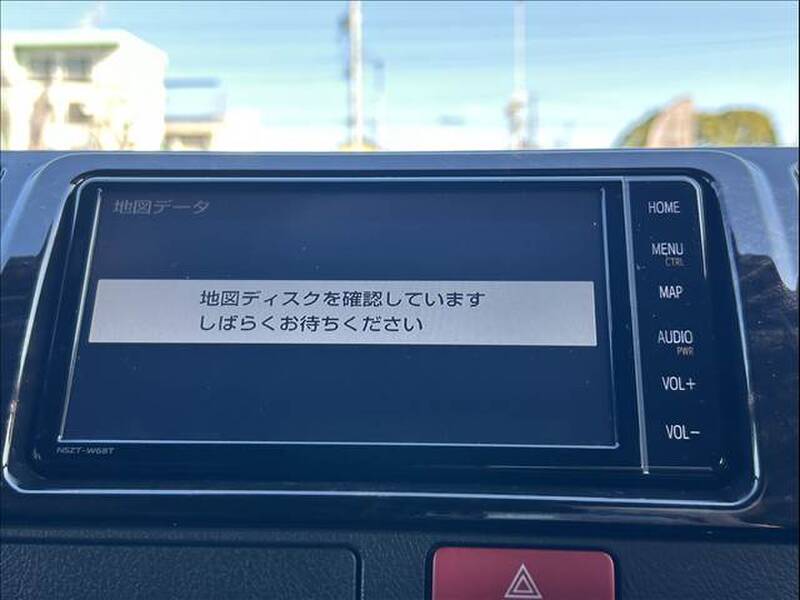 地図データ
地図ディスクを確認しています
しばらくお待ちください
HOME
MENU
CTRL
MAP
AUDIO
PWR
VOL+
VOL−
NSZT-W68T